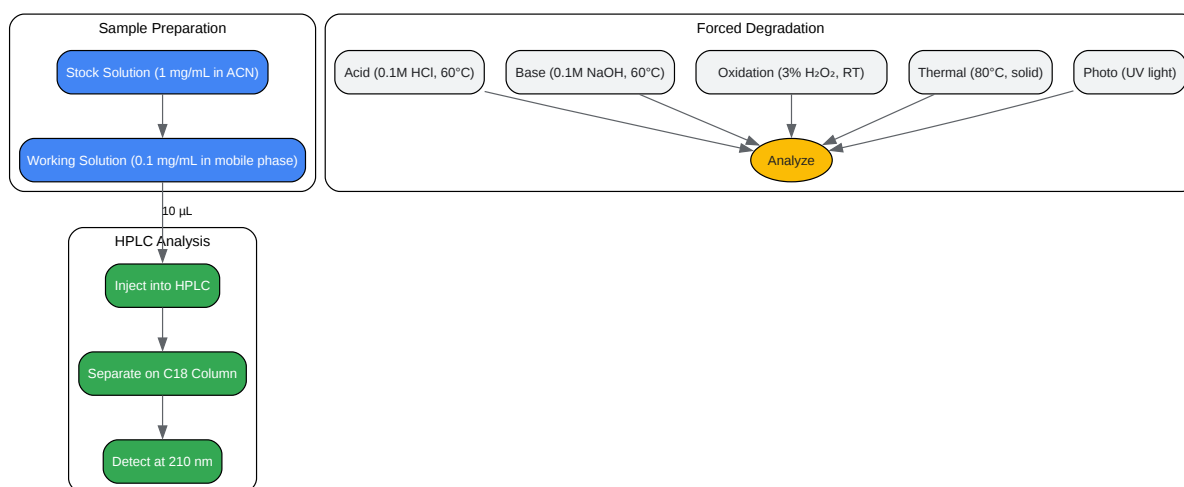 Sample Preparation
Stock Solution (1 mg/mL in ACN)
Working Solution (0.1 mg/mL in mobile phase)
10 µL
HPLC Analysis
Inject into HPLC
Separate on C18 Column
Detect at 210 nm
Forced Degradation
Acid (0.1M HCl, 60°C)
Base (0.1M NaOH, 60°C)
Oxidation (3% H₂O₂, RT)
Thermal (80°C, solid)
Photo (UV light)
Analyze